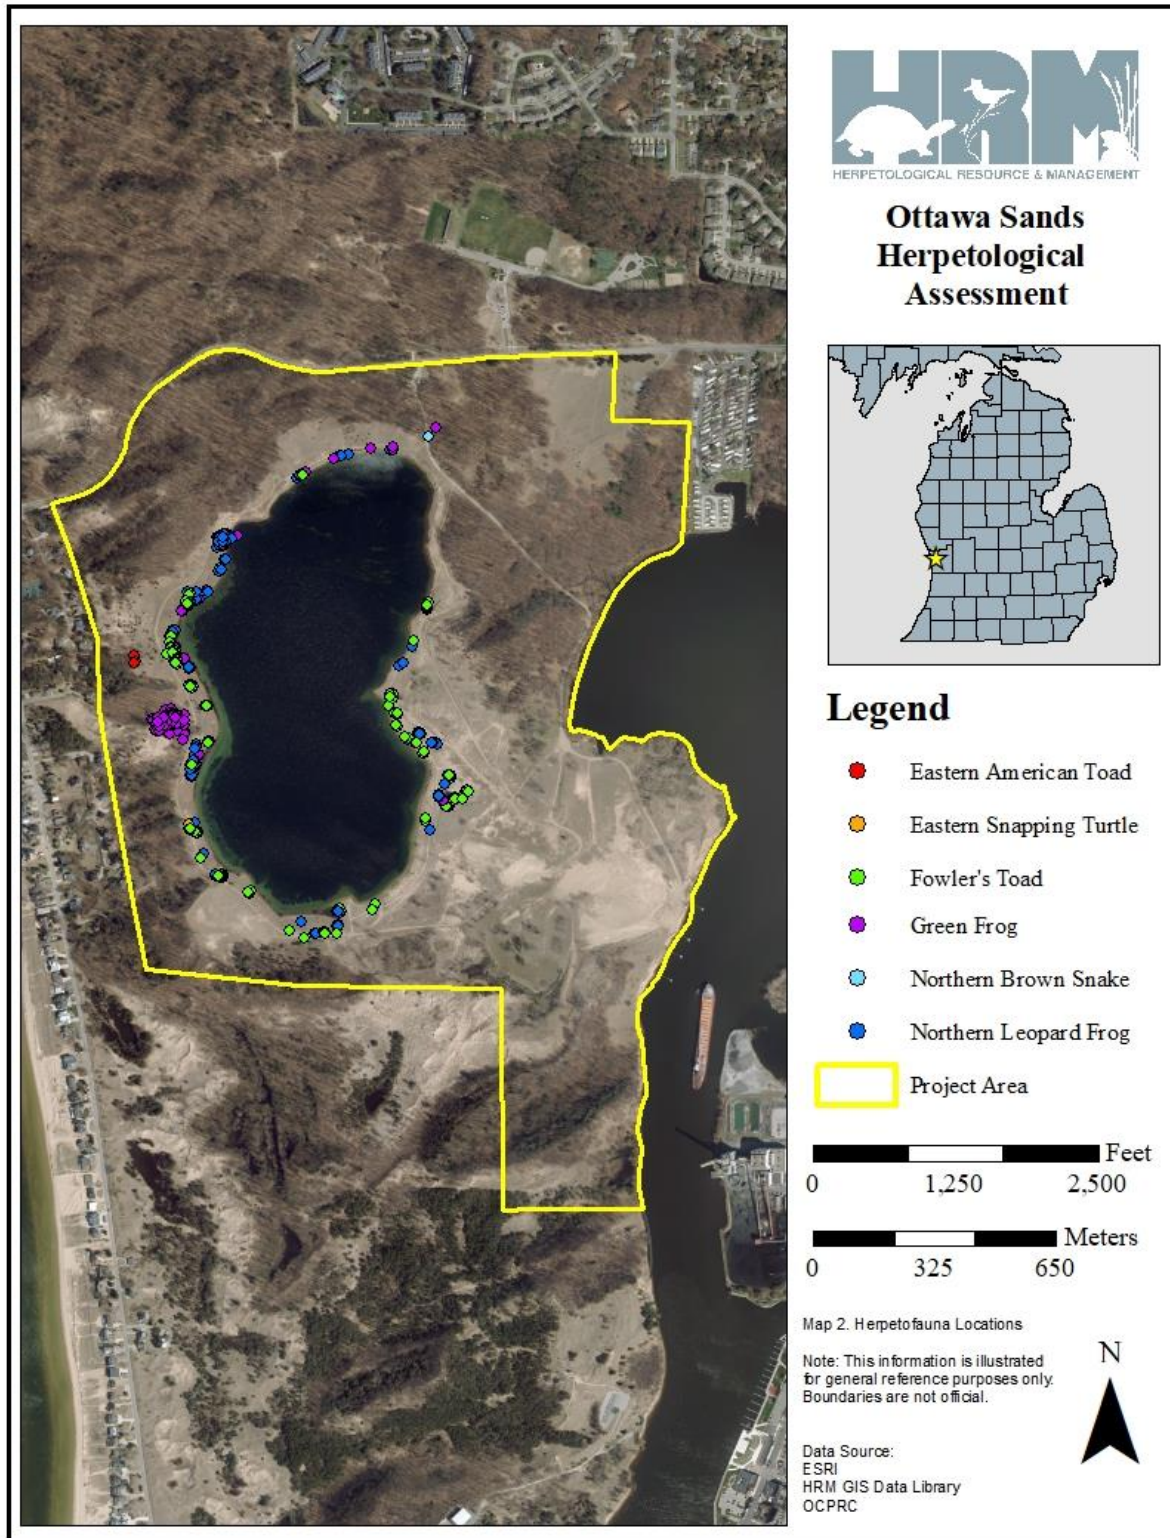 HRM
HERPETOLOGICAL RESOURCE & MANAGEMENT
Ottawa Sands
Herpetological
Assessment
Legend
Eastern American Toad
Eastern Snapping Turtle
Fowler's Toad
Green Frog
Northern Brown Snake
Northern Leopard Frog
Project Area
Feet
0 1,250 2,500
Meters
0 325 650
Map 2. Herpetofauna Locations
Note: This information is illustrated
for general reference purposes only.
Boundaries are not official.
N
Data Source:
ESRI
HRM GIS Data Library
OCPRC